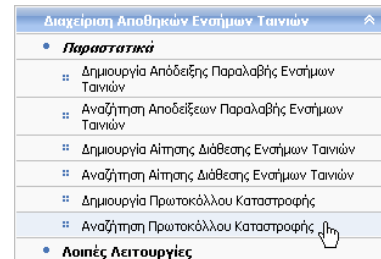 Διαχείριση Αποθηκών Ενσήμων Ταινιών
Παραστατικά
Δημιουργία Απόδειξης Παραλαβής Ενσήμων
Ταινιών
Αναζήτηση Αποδείξεων Παραλαβής Ενσήμων
Ταινιών
Δημιουργία Αίτησης Διάθεσης Ενσήμων Ταινιών
Αναζήτηση Αίτησης Διάθεσης Ενσήμων Ταινιών
Δημιουργία Πρωτοκόλλου Καταστροφής
Αναζήτηση Πρωτοκόλλου Καταστροφής
Λοιπές Λειτουργίες